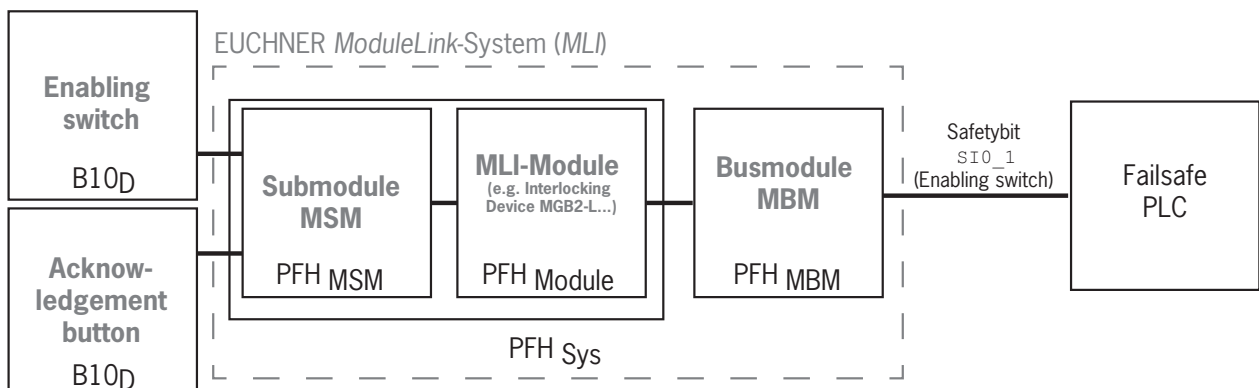 EUCHNER ModuleLink-System (MLI)
Enabling
switch
B10D
Acknow-
ledgement
button
B10D
Submodule
MSM
PFH MSM
MLI-Module
(e.g. Interlocking
Device MGB2-L...)
PFH Module
Busmodule
MBM
PFH MBM
PFH Sys
Safetybit
SI0_1
(Enabling switch)
Failsafe
PLC